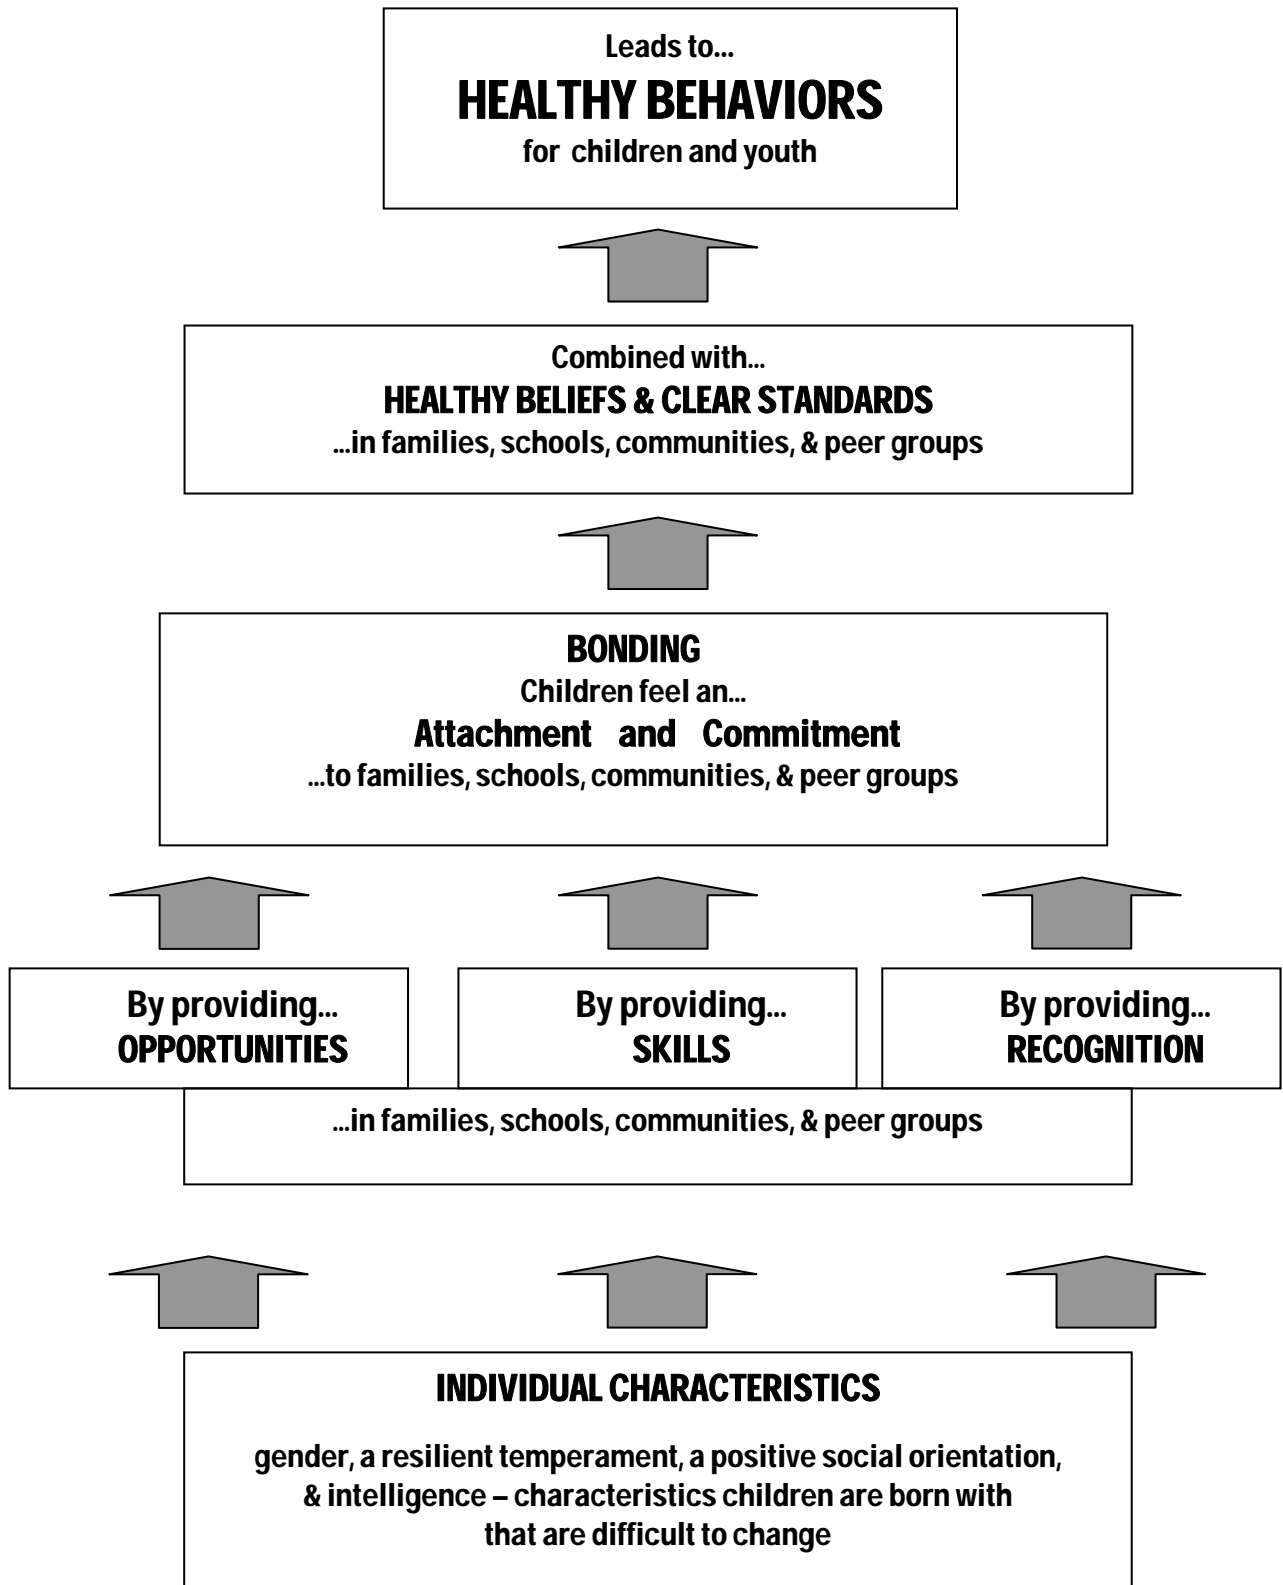 Leads to...
HEALTHY BEHAVIORS
for children and youth
Combined with...
HEALTHY BELIEFS & CLEAR STANDARDS
...in families, schools, communities, & peer groups
BONDING
Children feel an...
Attachment and Commitment
...to families, schools, communities, & peer groups
By providing...
OPPORTUNITIES
By providing...
SKILLS
By providing...
RECOGNITION
...in families, schools, communities, & peer groups
INDIVIDUAL CHARACTERISTICS
gender, a resilient temperament, a positive social orientation,
& intelligence – characteristics children are born with
that are difficult to change